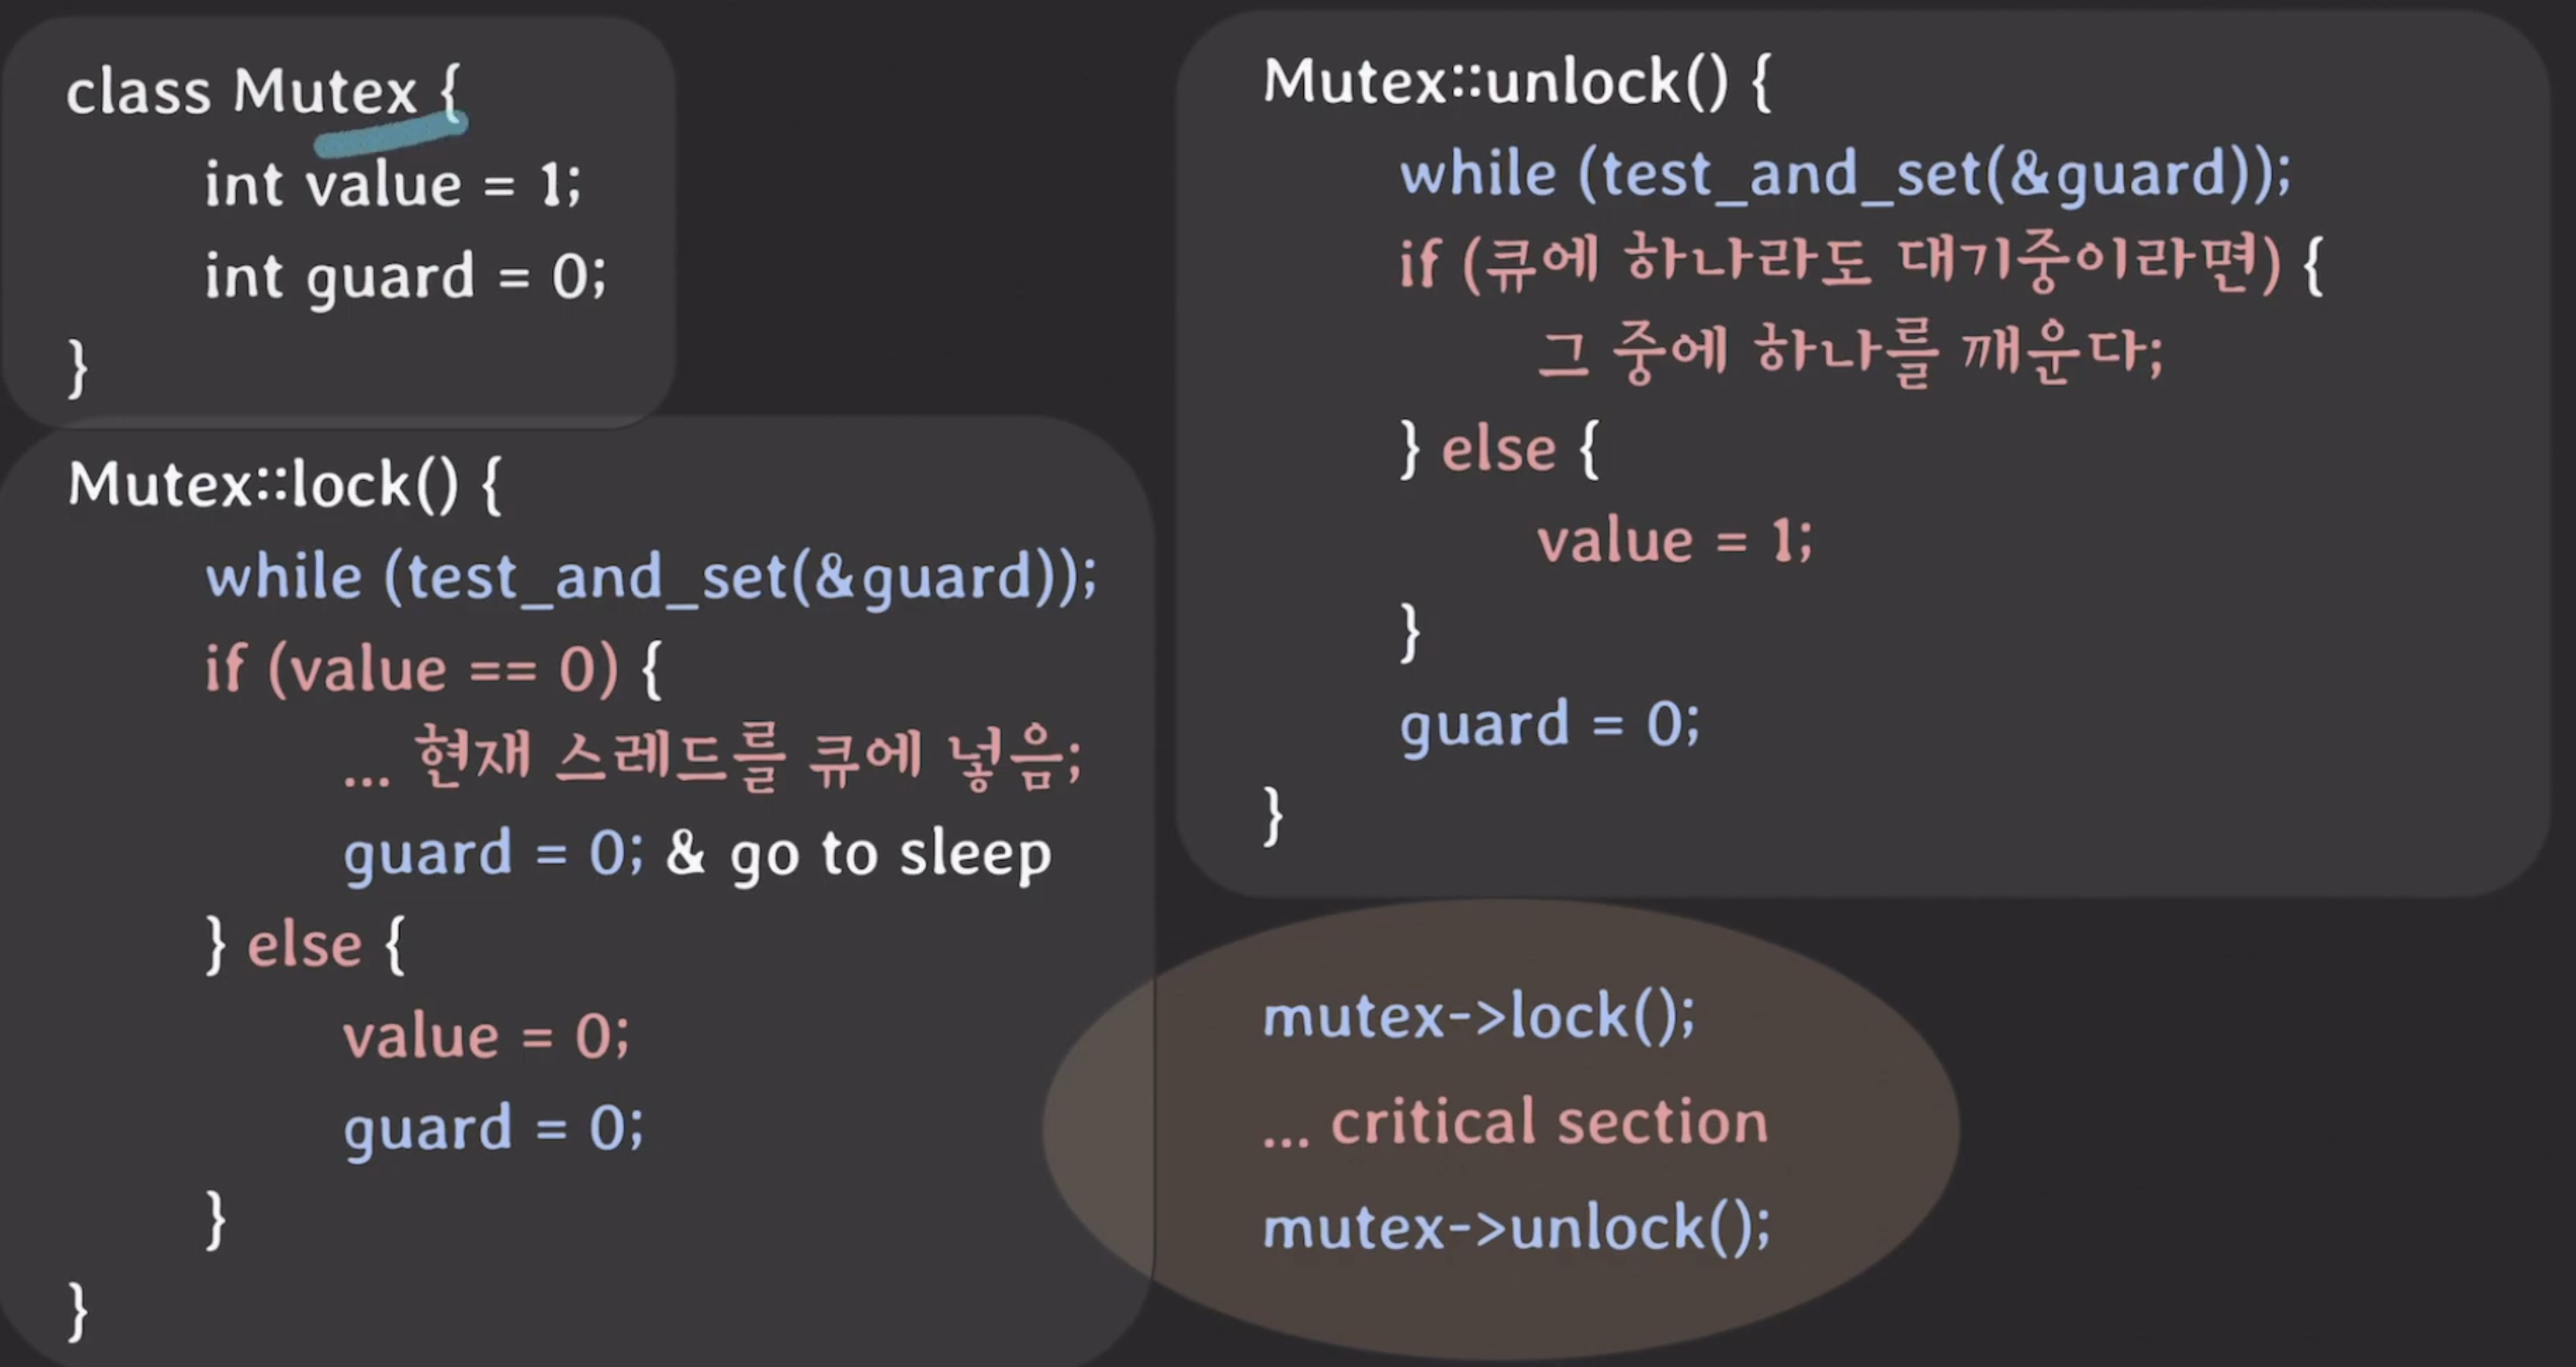 class Mutex {
int value = 1;
int guard = 0;
}
Mutex::lock() {
while (test_and_set(&guard));
if (value == 0) {
... 현재 스레드를 큐에 넣음;
guard = 0; & go to sleep
} else {
value = 0;
guard = 0;
}
}
Mutex::unlock() {
while (test_and_set(&guard));
if (큐에 하나라도 대기중이라면) {
그 중에 하나를 깨운다;
} else {
value = 1;
}
guard = 0;
}
mutex->lock();
... critical section
mutex->unlock();